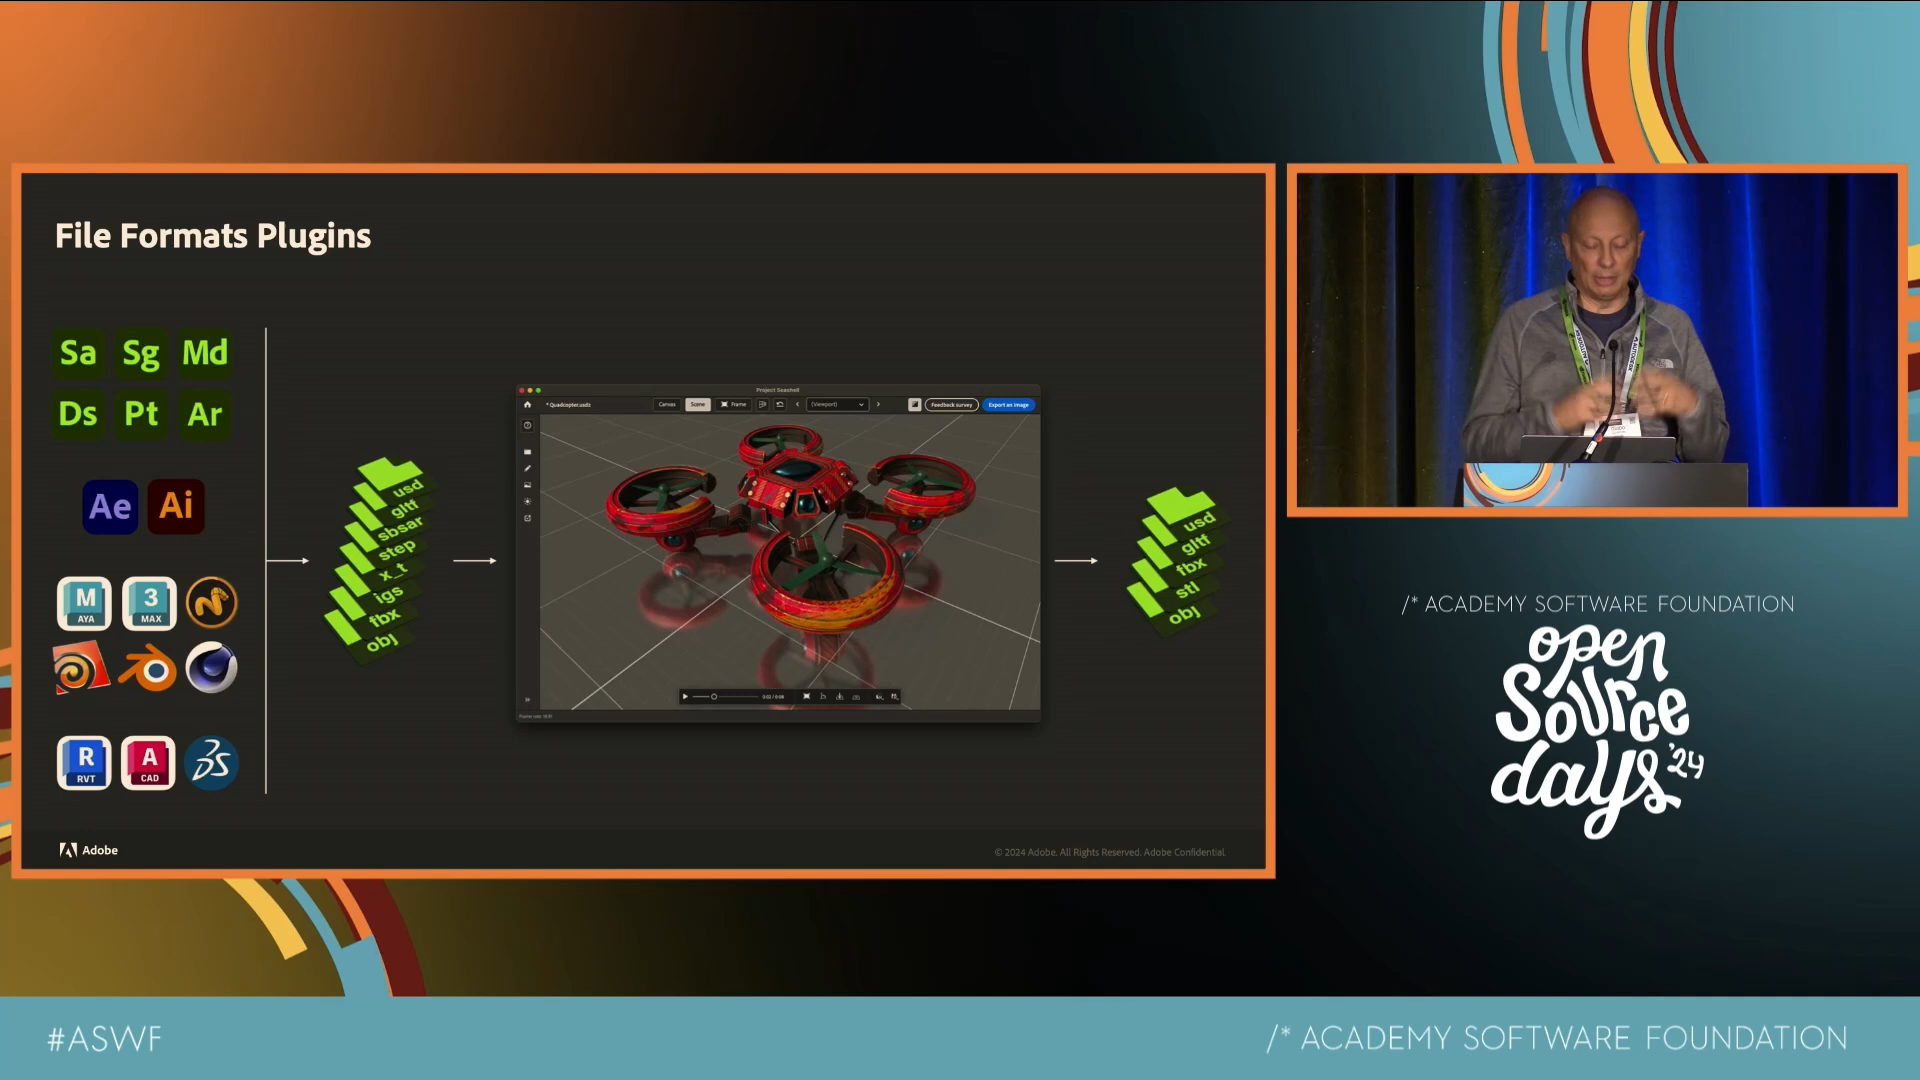 File Formats Plugins
Sa Sg Md
Ds Pt Ar
Ae Ai
M AYA
3 MAX
R RVT
A CAD
usd
gltf
sbsar
step
x_t
igs
fbx
obj
Project Seashell
* Quadcopter.usdz
Canvas
Scene
Frame
(Viewport)
Feedback survey
Export an image
usd
gltf
fbx
stl
obj
Adobe
© 2024 Adobe. All Rights Reserved. Adobe Confidential.
/* ACADEMY SOFTWARE FOUNDATION
open
Source
days '24
#ASWF
/* ACADEMY SOFTWARE FOUNDATION